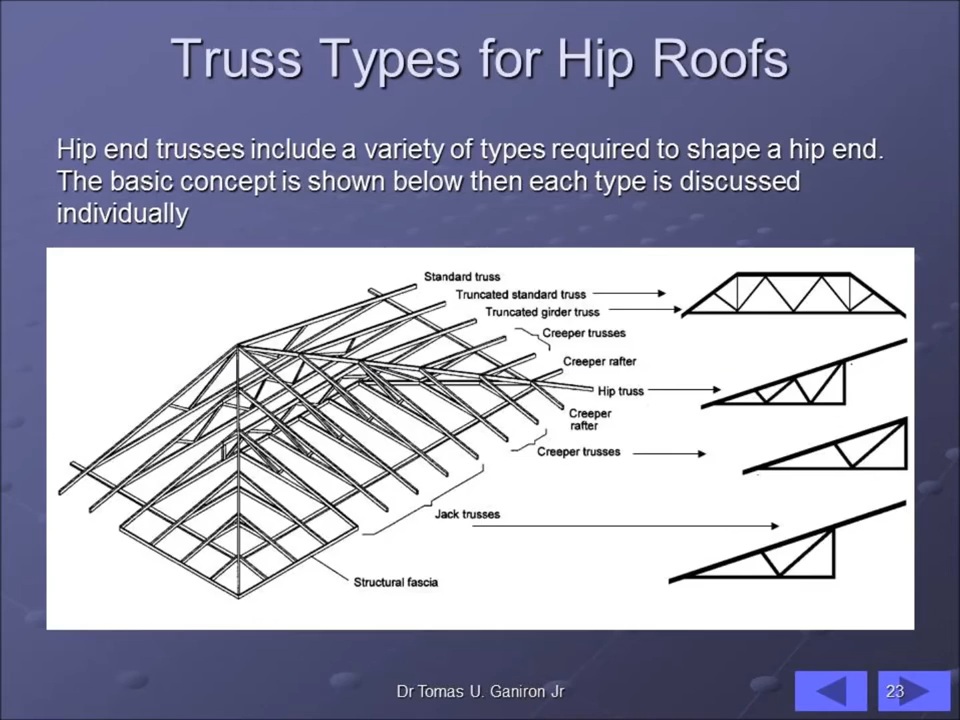 Truss Types for Hip Roofs
Hip end trusses include a variety of types required to shape a hip end.
The basic concept is shown below then each type is discussed
individually
Standard truss
Truncated standard truss
Truncated girder truss
Creeper trusses
Creeper rafter
Hip truss
Creeper
rafter
Creeper trusses
Jack trusses
Structural fascia
Dr Tomas U. Ganiron Jr
23